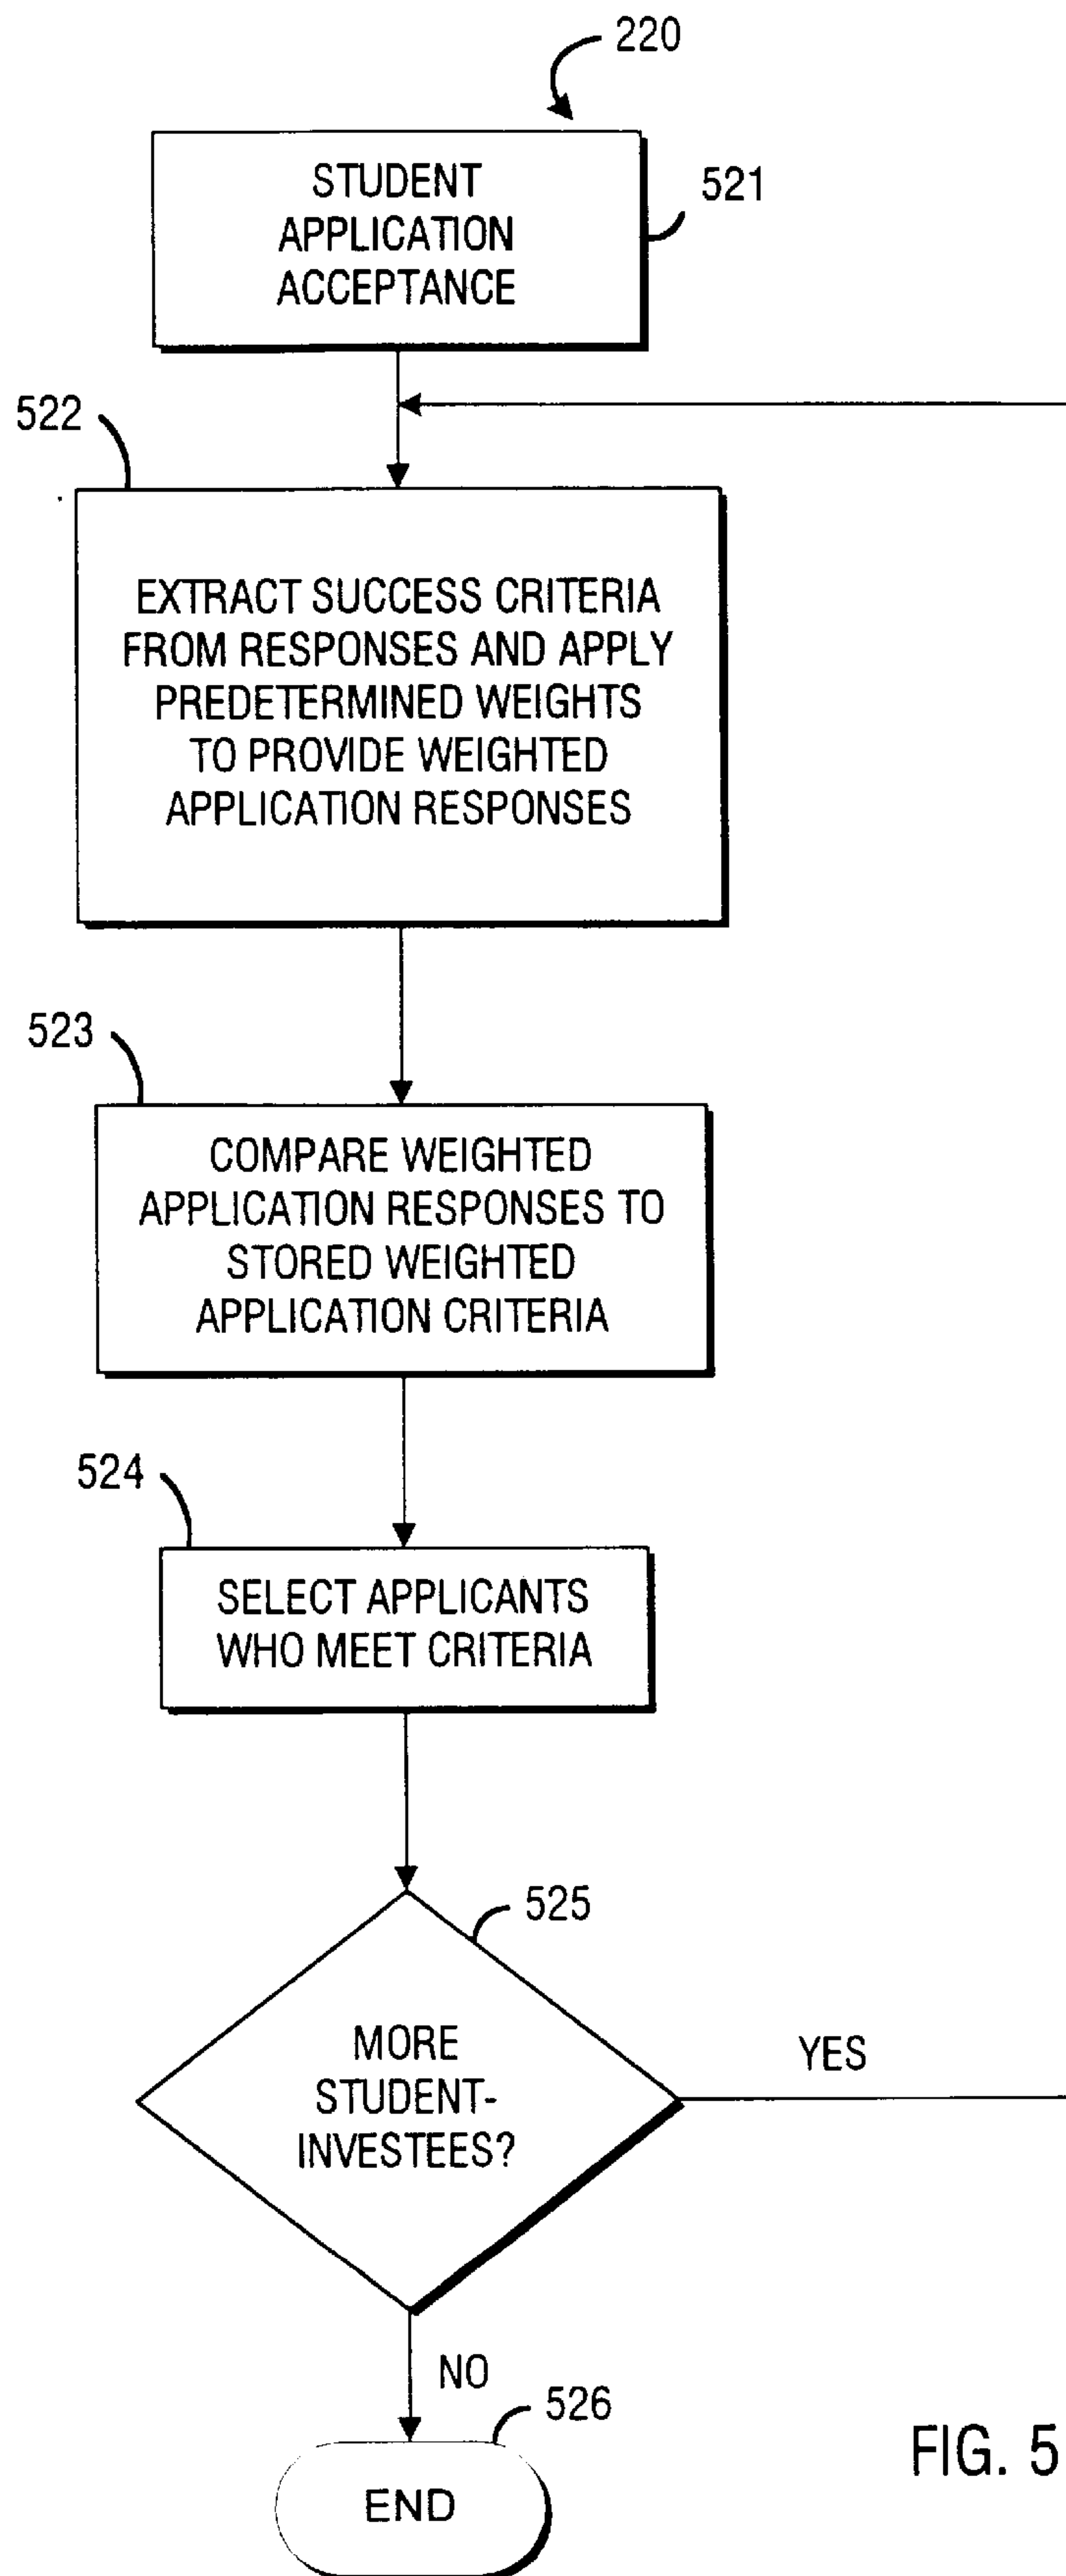 220
STUDENT
APPLICATION
ACCEPTANCE
521
522
EXTRACT SUCCESS CRITERIA
FROM RESPONSES AND APPLY
PREDETERMINED WEIGHTS
TO PROVIDE WEIGHTED
APPLICATION RESPONSES
523
COMPARE WEIGHTED
APPLICATION RESPONSES TO
STORED WEIGHTED
APPLICATION CRITERIA
524
SELECT APPLICANTS
WHO MEET CRITERIA
525
MORE
STUDENT-
INVESTEES?
YES
NO
526
END
FIG. 5